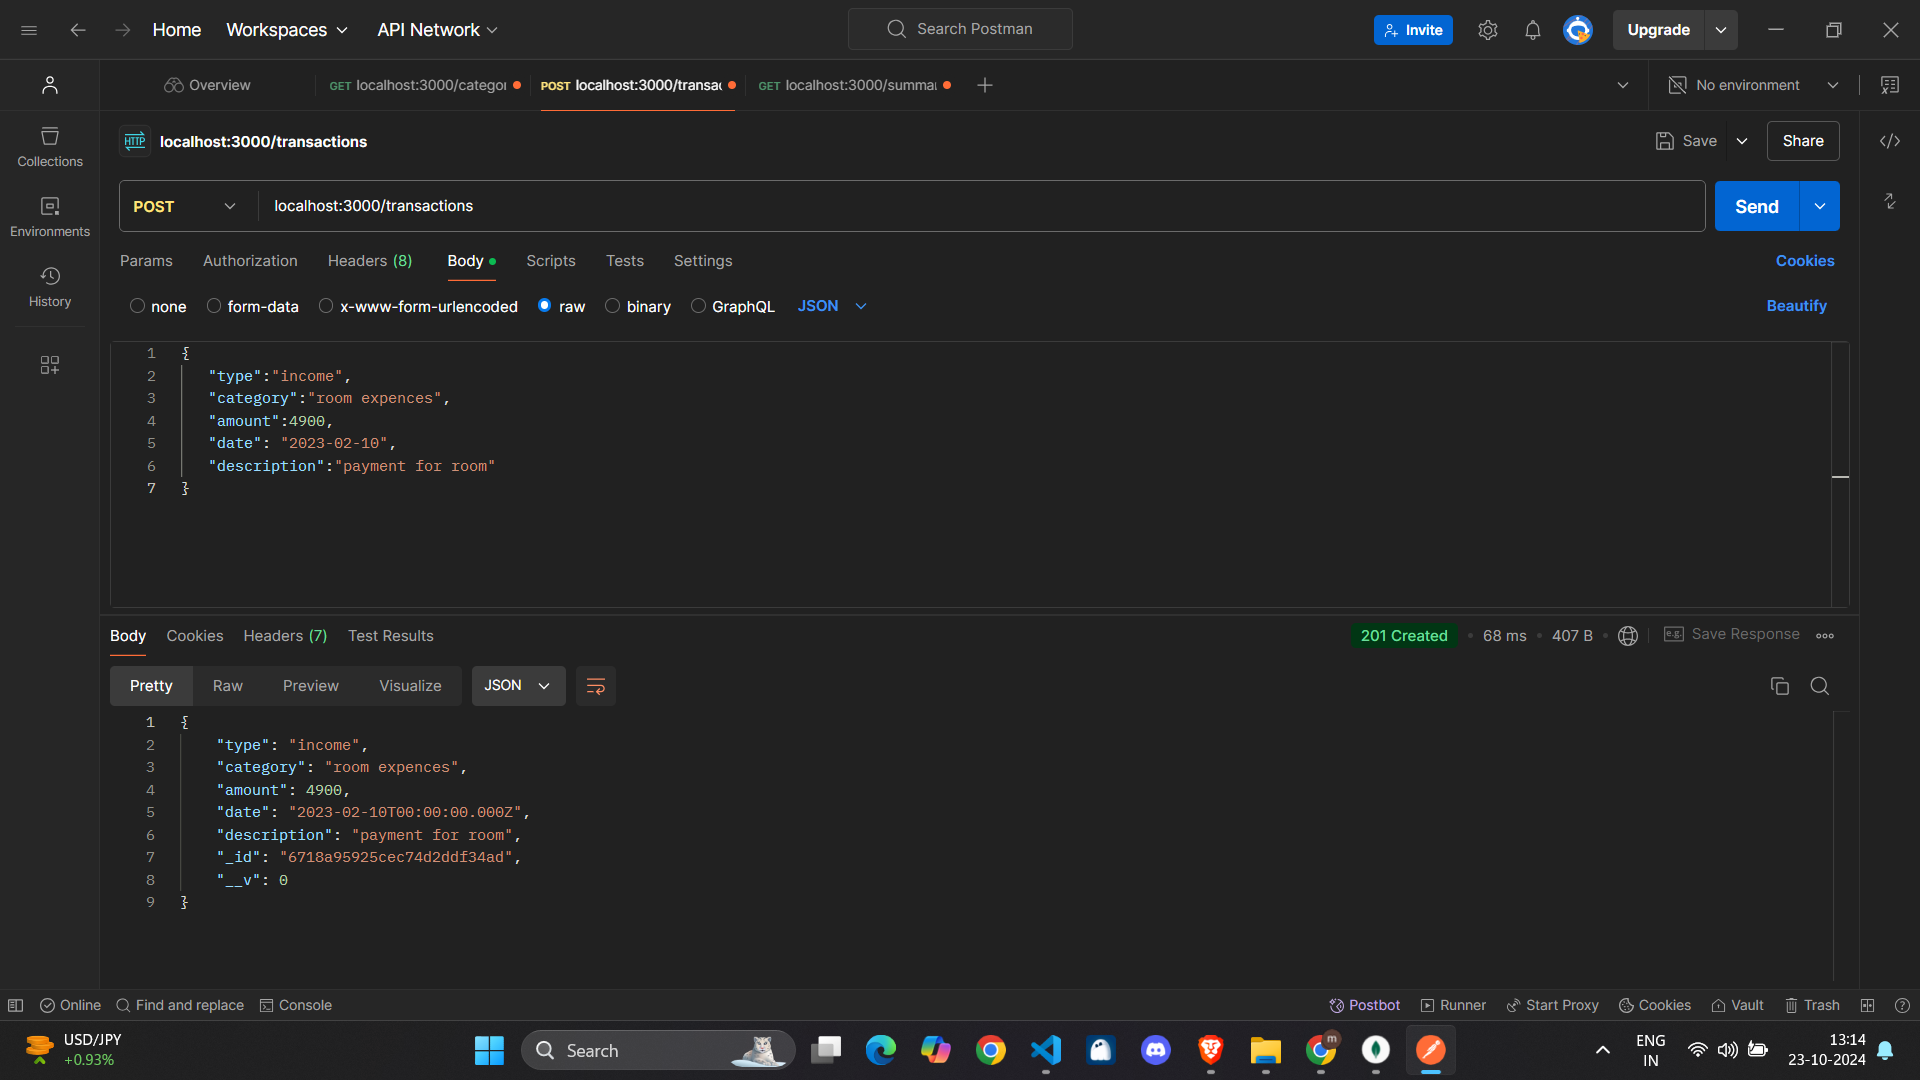 Home Workspaces API Network Search Postman Invite Upgrade
Overview GET localhost:3000/categor POST localhost:3000/transac GET localhost:3000/summar No environment
HTTP localhost:3000/transactions Save Share
Collections
Environments
History
POST localhost:3000/transactions Send
Params Authorization Headers (8) Body Scripts Tests Settings Cookies
none form-data x-www-form-urlencoded raw binary GraphQL JSON Beautify
1 {
2 "type":"income",
3 "category":"room expences",
4 "amount":4900,
5 "date": "2023-02-10",
6 "description":"payment for room"
7 }
Body Cookies Headers (7) Test Results 201 Created 68 ms 407 B e.g. Save Response
Pretty Raw Preview Visualize JSON
1 {
2 "type": "income",
3 "category": "room expences",
4 "amount": 4900,
5 "date": "2023-02-10T00:00:00.000Z",
6 "description": "payment for room",
7 "_id": "6718a95925cec74d2ddf34ad",
8 "__v": 0
9 }
Online Find and replace Console Postbot Runner Start Proxy Cookies Vault Trash
USD/JPY
+0.93%
Search
m
ENG
IN
13:14
23-10-2024